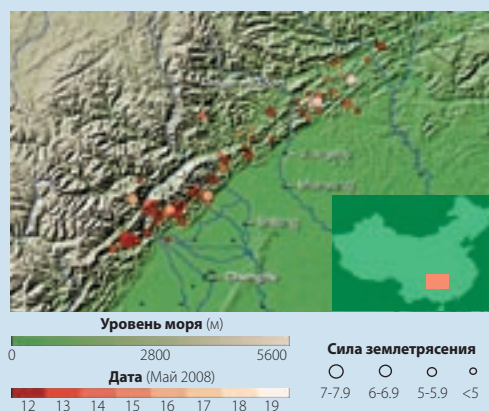 Chengdu
Уровень моря (м)
0 2800 5600
Дата (Май 2008)
12 13 14 15 16 17 18 19
Сила землетрясения
7-7.9 6-6.9 5-5.9 <5